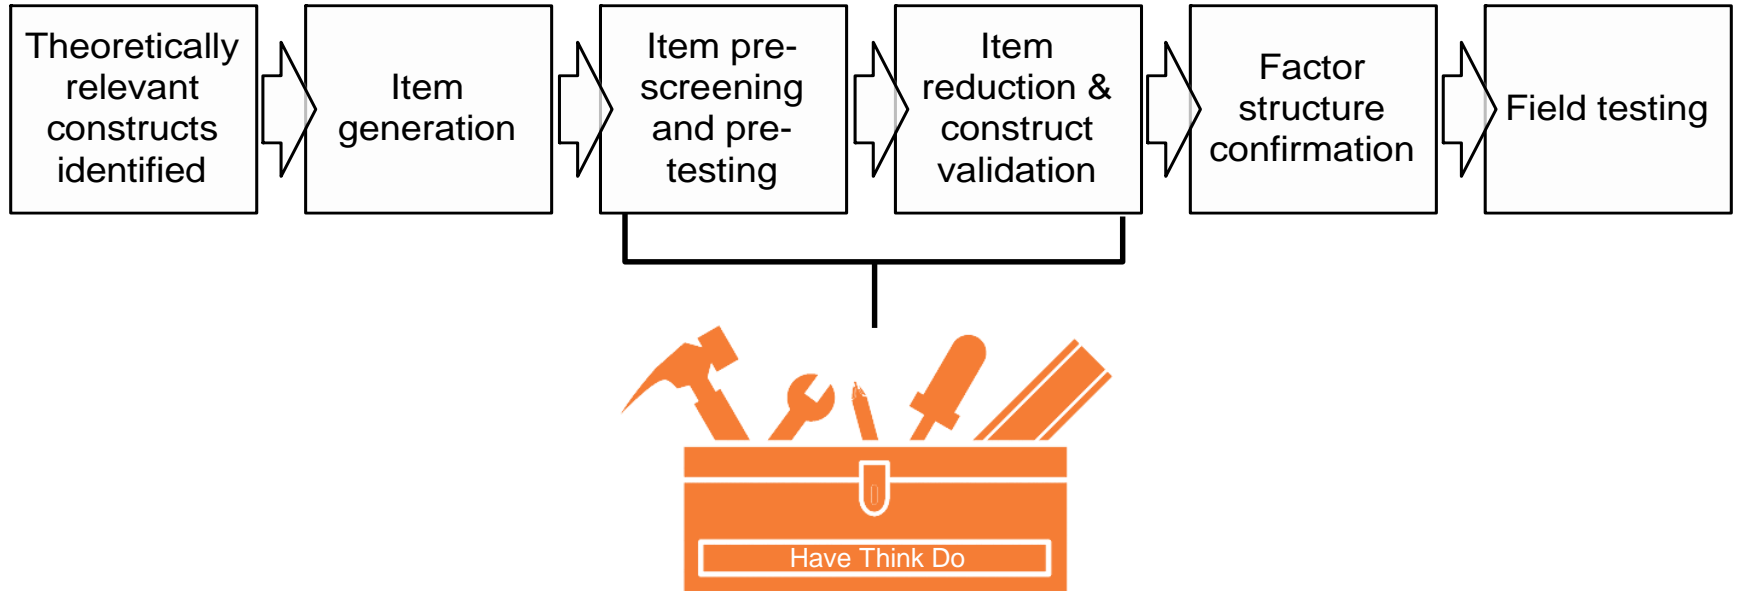 Theoretically
relevant
constructs
identified
Item
generation
Item pre-
screening
and pre-
testing
Item
reduction &
construct
validation
Factor
structure
confirmation
Field testing
Have Think Do